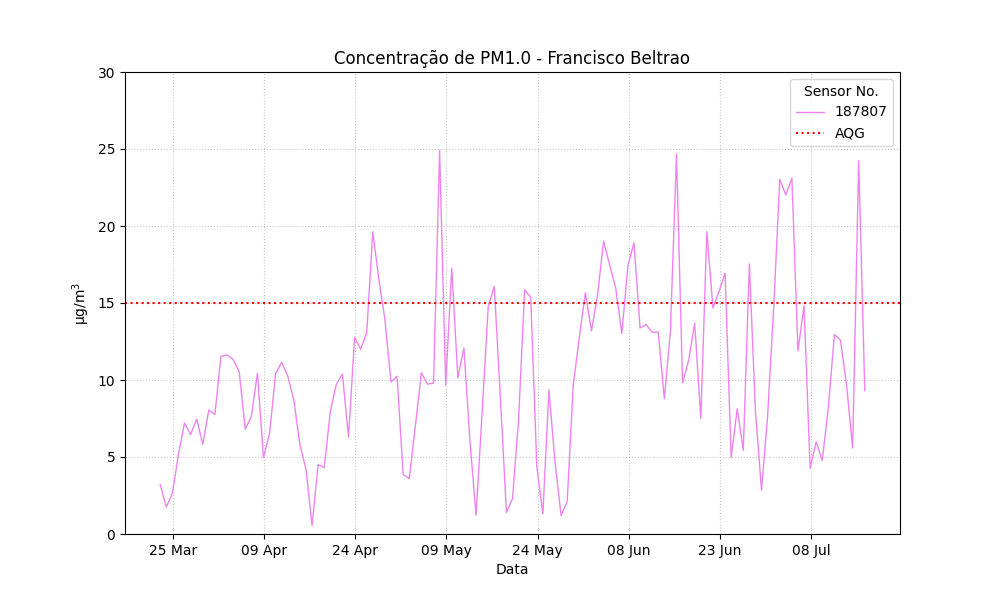 Concentração de PM1.0 - Francisco Beltrao
30
25
20
15
10
5
0
µg/m³
Sensor No.
187807
AQG
25 Mar
09 Apr
24 Apr
09 May
24 May
08 Jun
23 Jun
08 Jul
Data